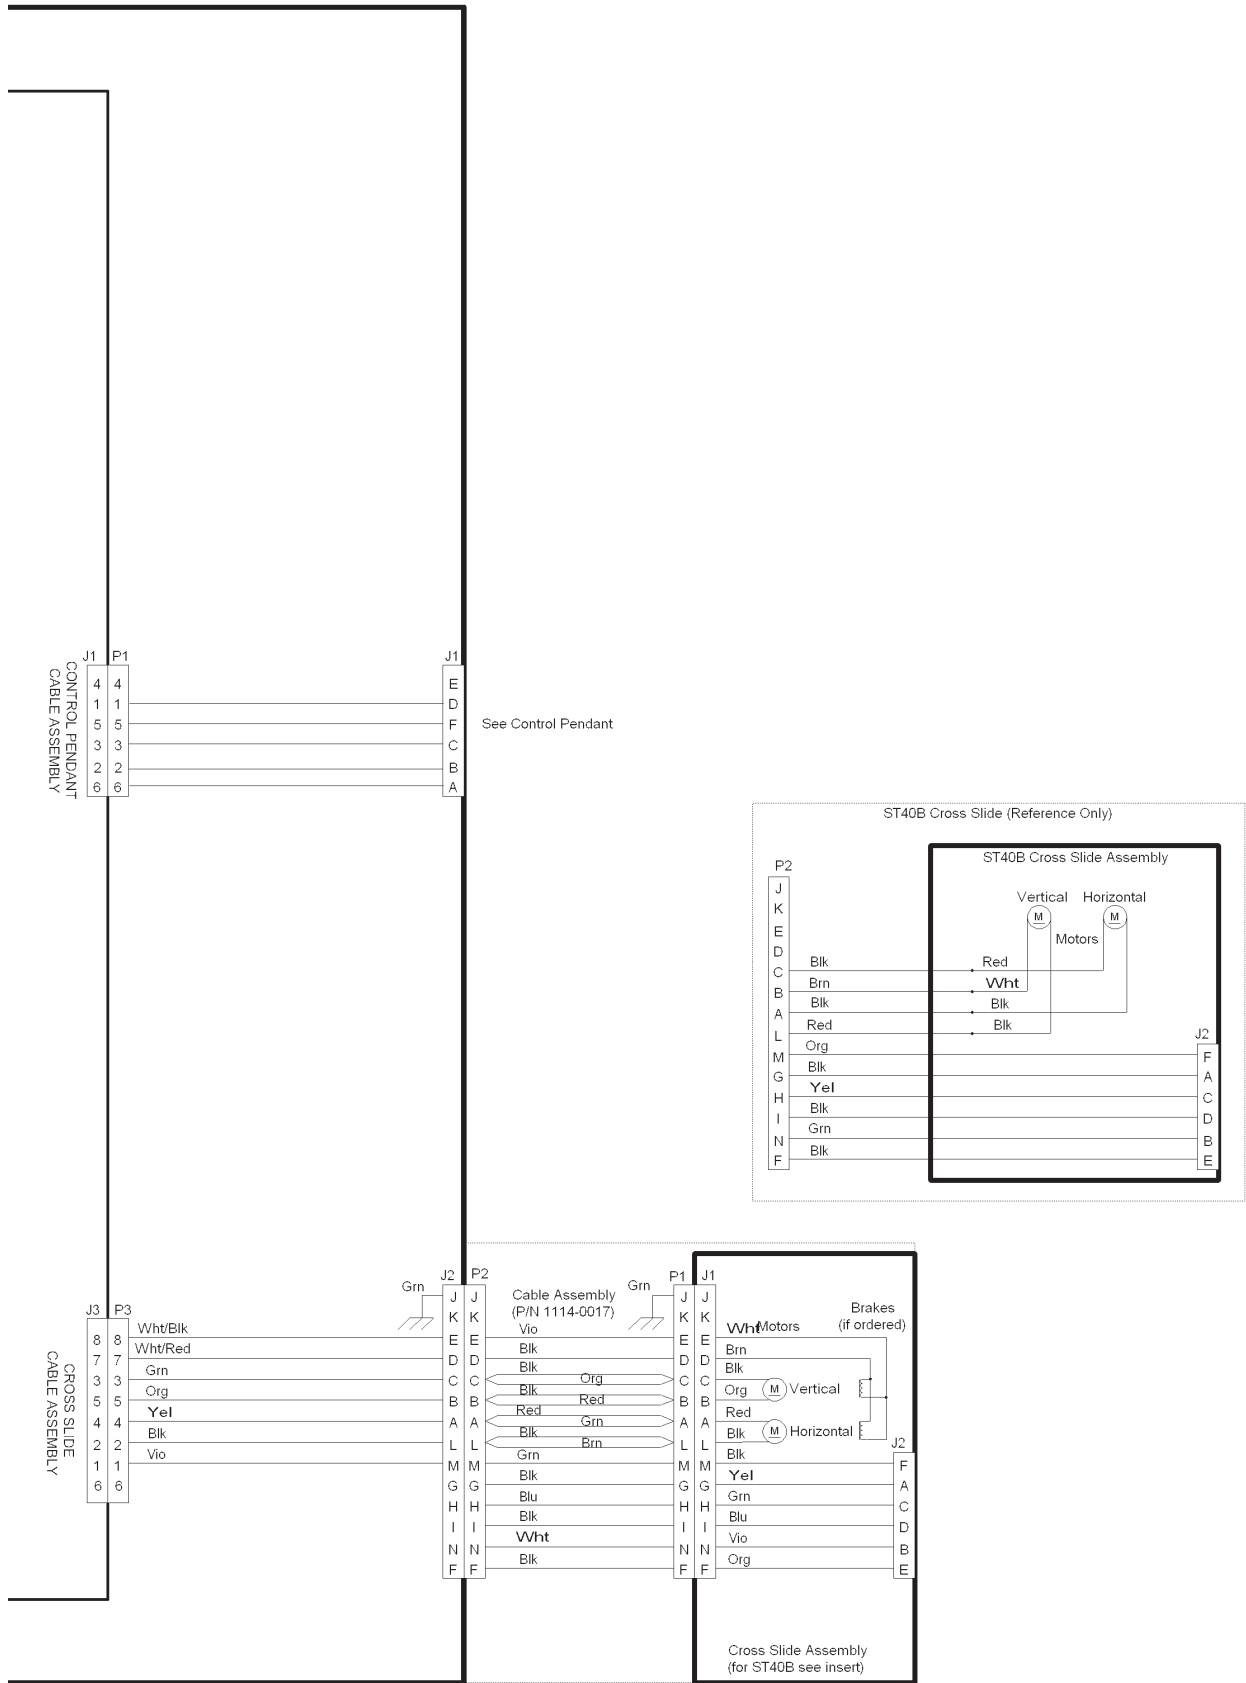 J1 P1
CONTROL PENDANT
CABLE ASSEMBLY
4 4
1 1
5 5
3 3
2 2
6 6
J1
E
D
F
C
B
A
See Control Pendant
ST40B Cross Slide (Reference Only)
ST40B Cross Slide Assembly
P2
J
K
E
D
C
B
A
L
M
G
H
I
N
F
Vertical Horizontal
M M
Motors
Blk Red
Brn Wht
Blk Blk
Red Blk
Org
Blk
Yel
Blk
Grn
Blk
J2
F
A
C
D
B
E
J3 P3
CROSS SLIDE
CABLE ASSEMBLY
8 8
7 7
3 3
5 5
4 4
2 2
1 1
6 6
Wht/Blk
Wht/Red
Grn
Org
Yel
Blk
Vio
Grn
J2 P2
J J
K K
E E
D D
C C
B B
A A
L L
M M
G G
H H
I I
N N
F F
Cable Assembly
(P/N 1114-0017)
Grn
Vio
Blk
Blk Org
Blk Red
Red Grn
Blk Brn
Grn
Blk
Blu
Blk
Wht
Blk
P1 J1
J J
K K
E E
D D
C C
B B
A A
L L
M M
G G
H H
I I
N N
F F
Brakes
(if ordered)
Wht Motors
Brn
Blk
Org M Vertical
Red
Blk M Horizontal
Blk
Yel
Grn
Blu
Vio
Org
J2
F
A
C
D
B
E
Cross Slide Assembly
(for ST40B see insert)